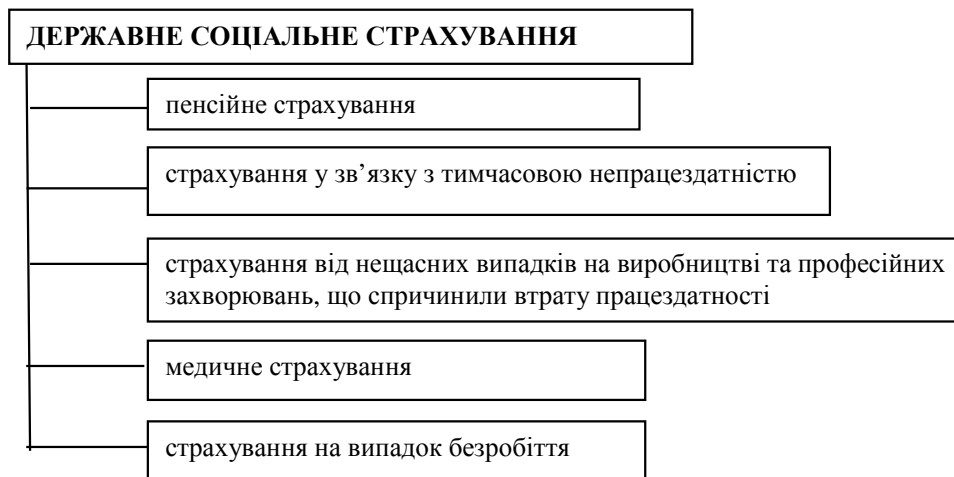 ДЕРЖАВНЕ СОЦІАЛЬНЕ СТРАХУВАННЯ
пенсійне страхування
страхування у зв’язку з тимчасовою непрацездатністю
страхування від нещасних випадків на виробництві та професійних
захворювань, що спричинили втрату працездатності
медичне страхування
страхування на випадок безробіття